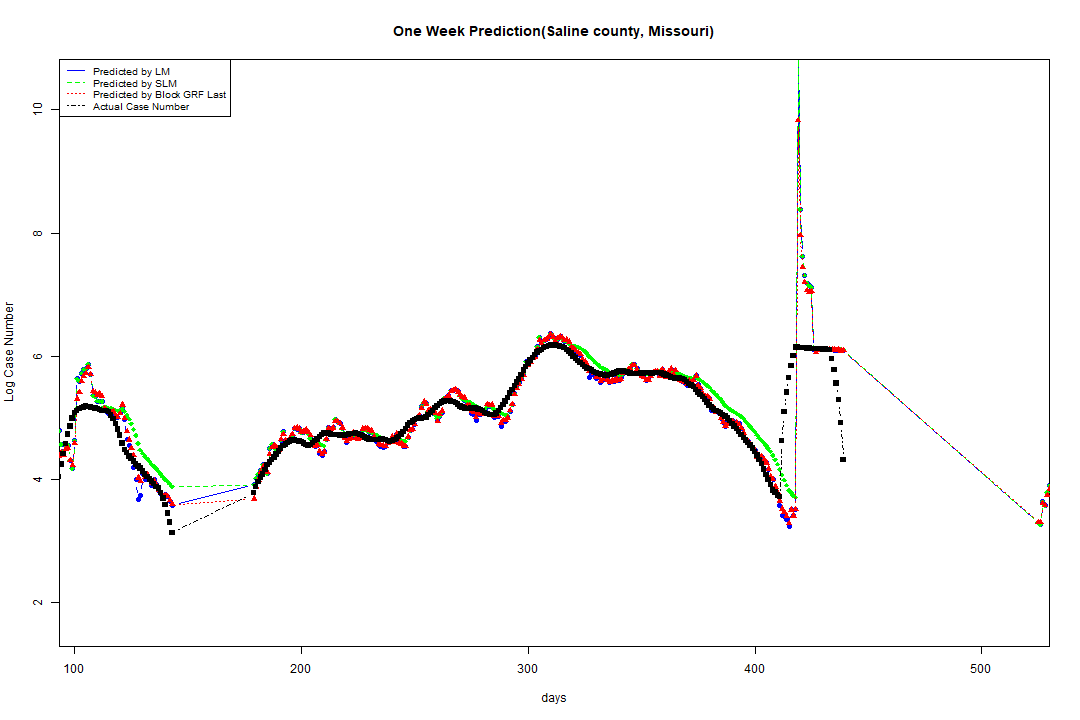 One Week Prediction(Saline county, Missouri)
Predicted by LM
Predicted by SLM
Predicted by Block GRF Last
Actual Case Number
10
8
6
4
2
Log Case Number
100 200 300 400 500
days